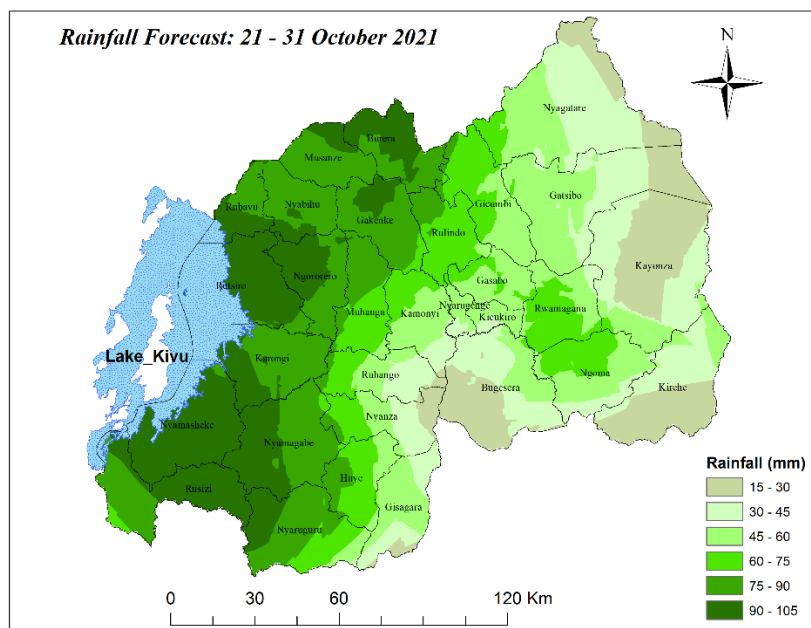 Rainfall Forecast: 21 - 31 October 2021
N
Nyagatare
Burera
Musanze
Rubavu
Nyabihu
Gakenke
Gicumbi
Gatsibo
Rulindo
Kayonza
Rutsiro
Ngororero
Gasabo
Muhanga
Kamonyi
Nyarugenge
Kicukiro
Rwamagana
Lake_Kivu
Karongi
Ruhango
Bugesera
Ngoma
Kirehe
Nyamasheke
Nyamagabe
Nyanza
Rusizi
Huye
Gisagara
Nyaruguru
Rainfall (mm)
15 - 30
30 - 45
45 - 60
60 - 75
75 - 90
90 - 105
0 30 60 120 Km